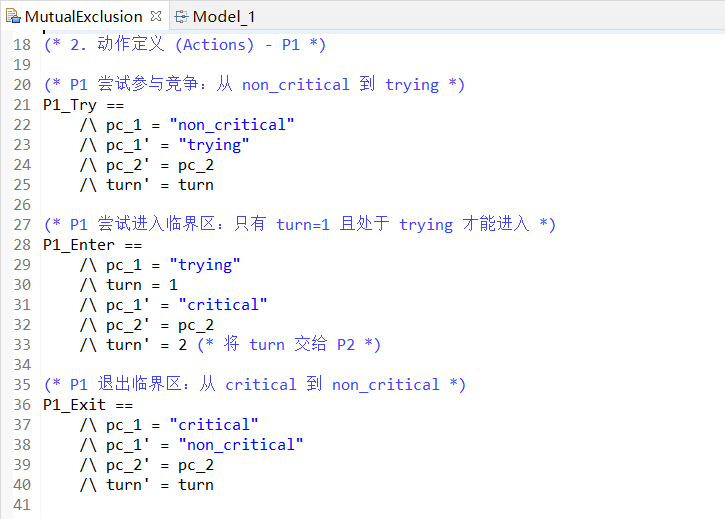 MutualExclusion Model_1
18 (* 2. 动作定义 (Actions) - P1 *)
19
20 (* P1 尝试参与竞争：从 non_critical 到 trying *)
21 P1_Try ==
22     /\ pc_1 = "non_critical"
23     /\ pc_1' = "trying"
24     /\ pc_2' = pc_2
25     /\ turn' = turn
26
27 (* P1 尝试进入临界区：只有 turn=1 且处于 trying 才能进入 *)
28 P1_Enter ==
29     /\ pc_1 = "trying"
30     /\ turn = 1
31     /\ pc_1' = "critical"
32     /\ pc_2' = pc_2
33     /\ turn' = 2 (* 将 turn 交给 P2 *)
34
35 (* P1 退出临界区：从 critical 到 non_critical *)
36 P1_Exit ==
37     /\ pc_1 = "critical"
38     /\ pc_1' = "non_critical"
39     /\ pc_2' = pc_2
40     /\ turn' = turn
41